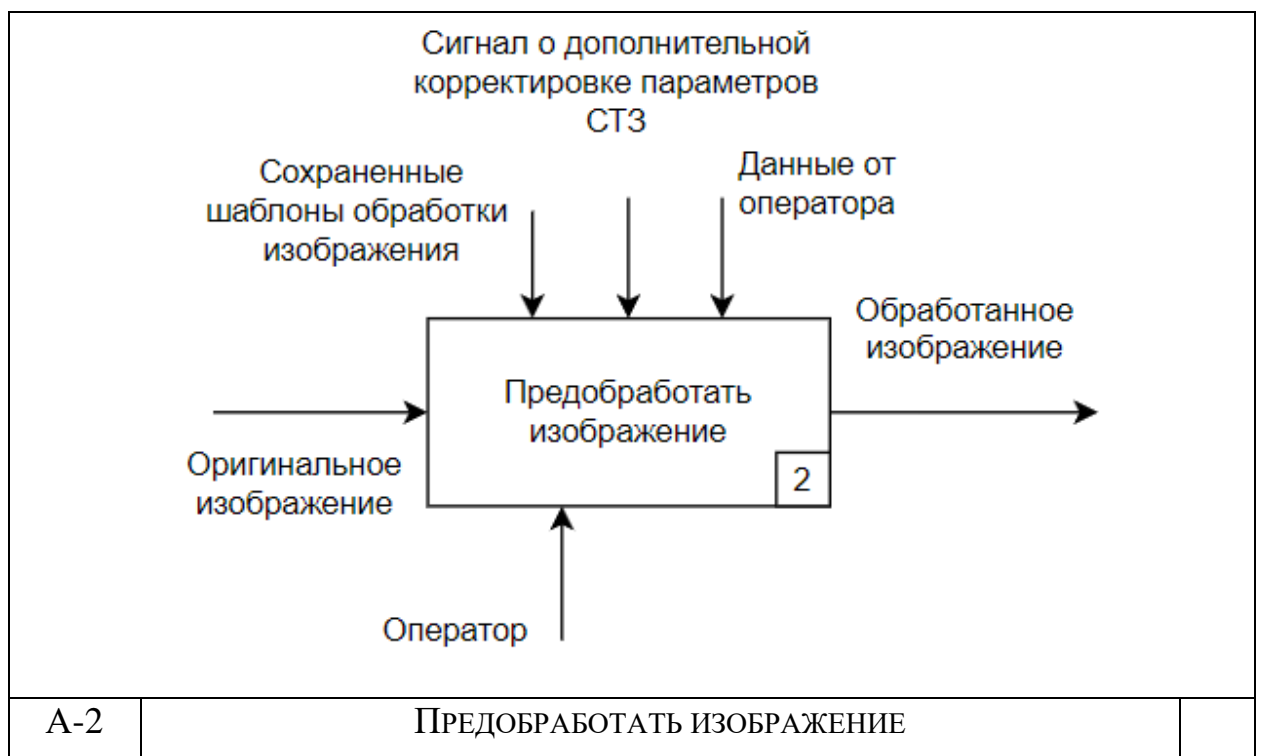 Сигнал о дополнительной
корректировке параметров
СТЗ
Сохраненные
шаблоны обработки
изображения
Данные от
оператора
Обработанное
изображение
Предобработать
изображение
2
Оригинальное
изображение
Оператор
А-2
ПРЕДОБРАБОТАТЬ ИЗОБРАЖЕНИЕ